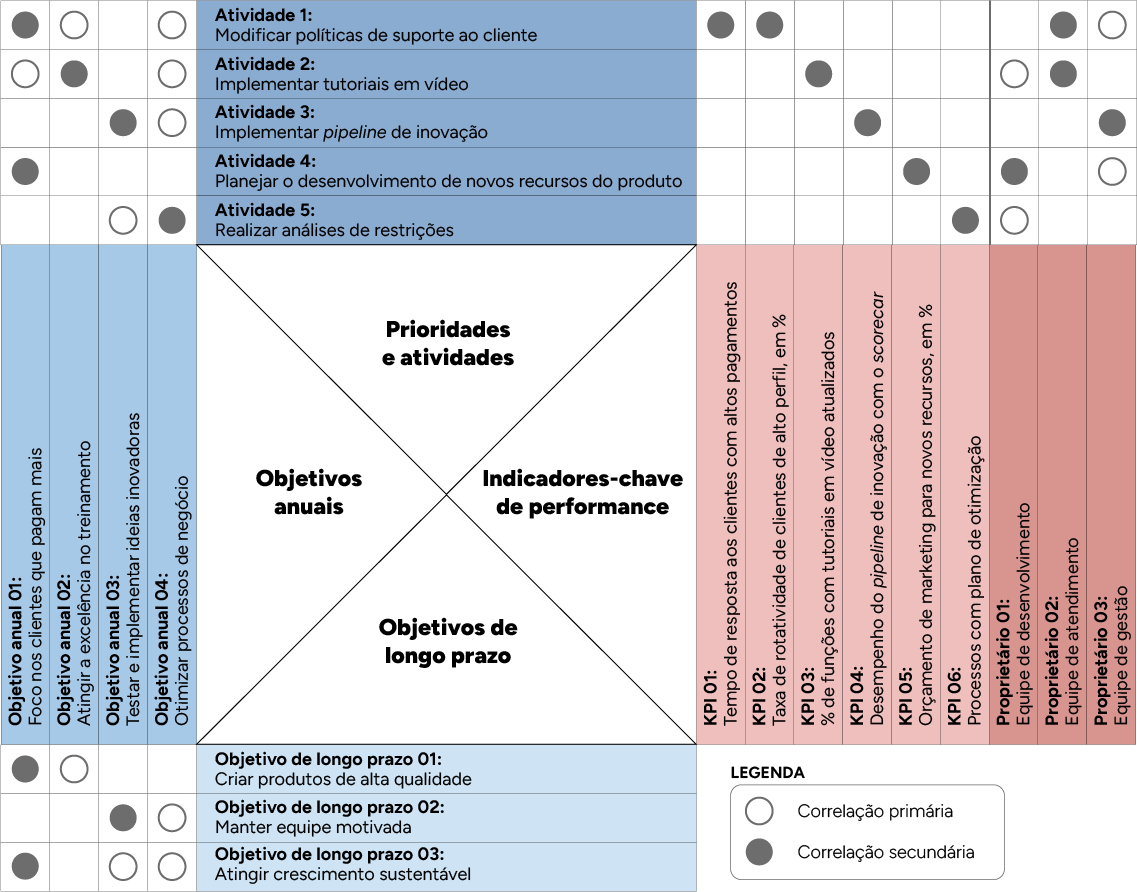 Atividade 1:
Modificar políticas de suporte ao cliente
Atividade 2:
Implementar tutoriais em vídeo
Atividade 3:
Implementar pipeline de inovação
Atividade 4:
Planejar o desenvolvimento de novos recursos do produto
Atividade 5:
Realizar análises de restrições
Objetivo anual 01:
Foco nos clientes que pagam mais
Objetivo anual 02:
Atingir a excelência no treinamento
Objetivo anual 03:
Testar e implementar ideias inovadoras
Objetivo anual 04:
Otimizar processos de negócio
Prioridades
e atividades
Objetivos
anuais
Indicadores-chave
de performance
Objetivos de
longo prazo
KPI 01:
Tempo de resposta aos clientes com altos pagamentos
KPI 02:
Taxa de rotatividade de clientes de alto perfil, em %
KPI 03:
% de funções com tutoriais em vídeo atualizados
KPI 04:
Desempenho do pipeline de inovação com o scorecar
KPI 05:
Orçamento de marketing para novos recursos, em %
KPI 06:
Processos com plano de otimização
Proprietário 01:
Equipe de desenvolvimento
Proprietário 02:
Equipe de atendimento
Proprietário 03:
Equipe de gestão
Objetivo de longo prazo 01:
Criar produtos de alta qualidade
Objetivo de longo prazo 02:
Manter equipe motivada
Objetivo de longo prazo 03:
Atingir crescimento sustentável
LEGENDA
Correlação primária
Correlação secundária